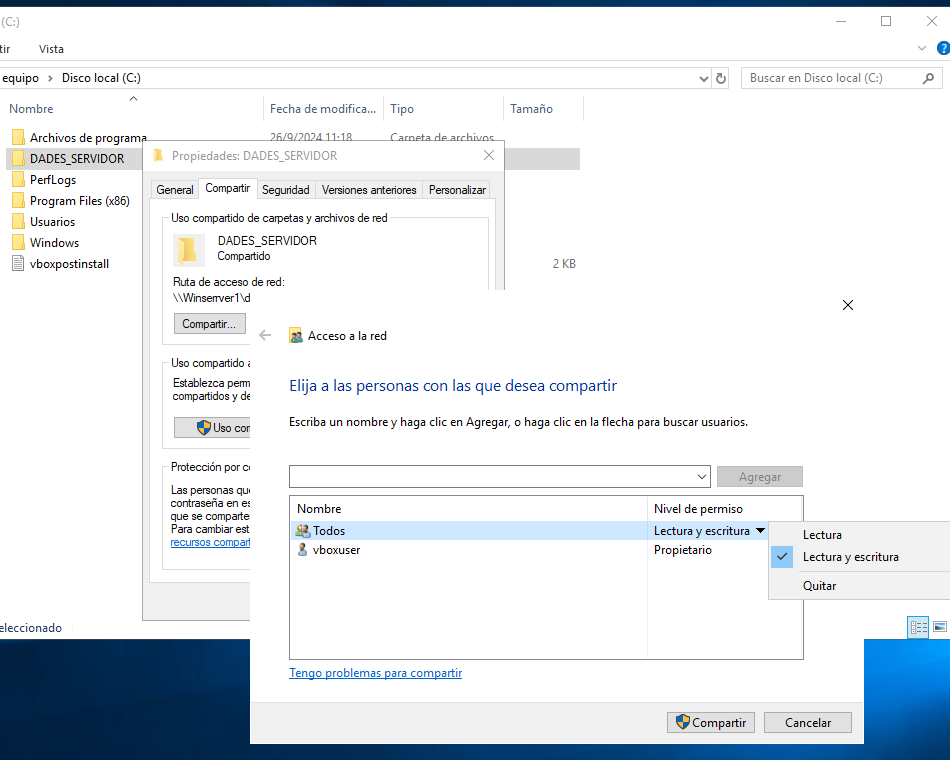 (C:)
tir Vista
equipo > Disco local (C:)
Buscar en Disco local (C:)
Nombre Fecha de modifica... Tipo Tamaño
Archivos de programa 26/9/2024 11:18 Carpeta de archivos
DADES_SERVIDOR
PerfLogs
Program Files (x86)
Usuarios
Windows
vboxpostinstall 2 KB
Propiedades: DADES_SERVIDOR
General Compartir Seguridad Versiones anteriores Personalizar
Uso compartido de carpetas y archivos de red
DADES_SERVIDOR
Compartido
Ruta de acceso de red:
\\Winserrver1\d
Compartir...
Uso compartido a
Establezca perm
compartidos y de
Uso con
Protección por co
Las personas que
contraseña en es
que se comparte
Para cambiar est
recursos compart
Acceso a la red
Elija a las personas con las que desea compartir
Escriba un nombre y haga clic en Agregar, o haga clic en la flecha para buscar usuarios.
Agregar
Nombre Nivel de permiso
Todos Lectura y escritura
vboxuser Propietario
Lectura
Lectura y escritura
Quitar
Tengo problemas para compartir
Compartir Cancelar
eleccionado